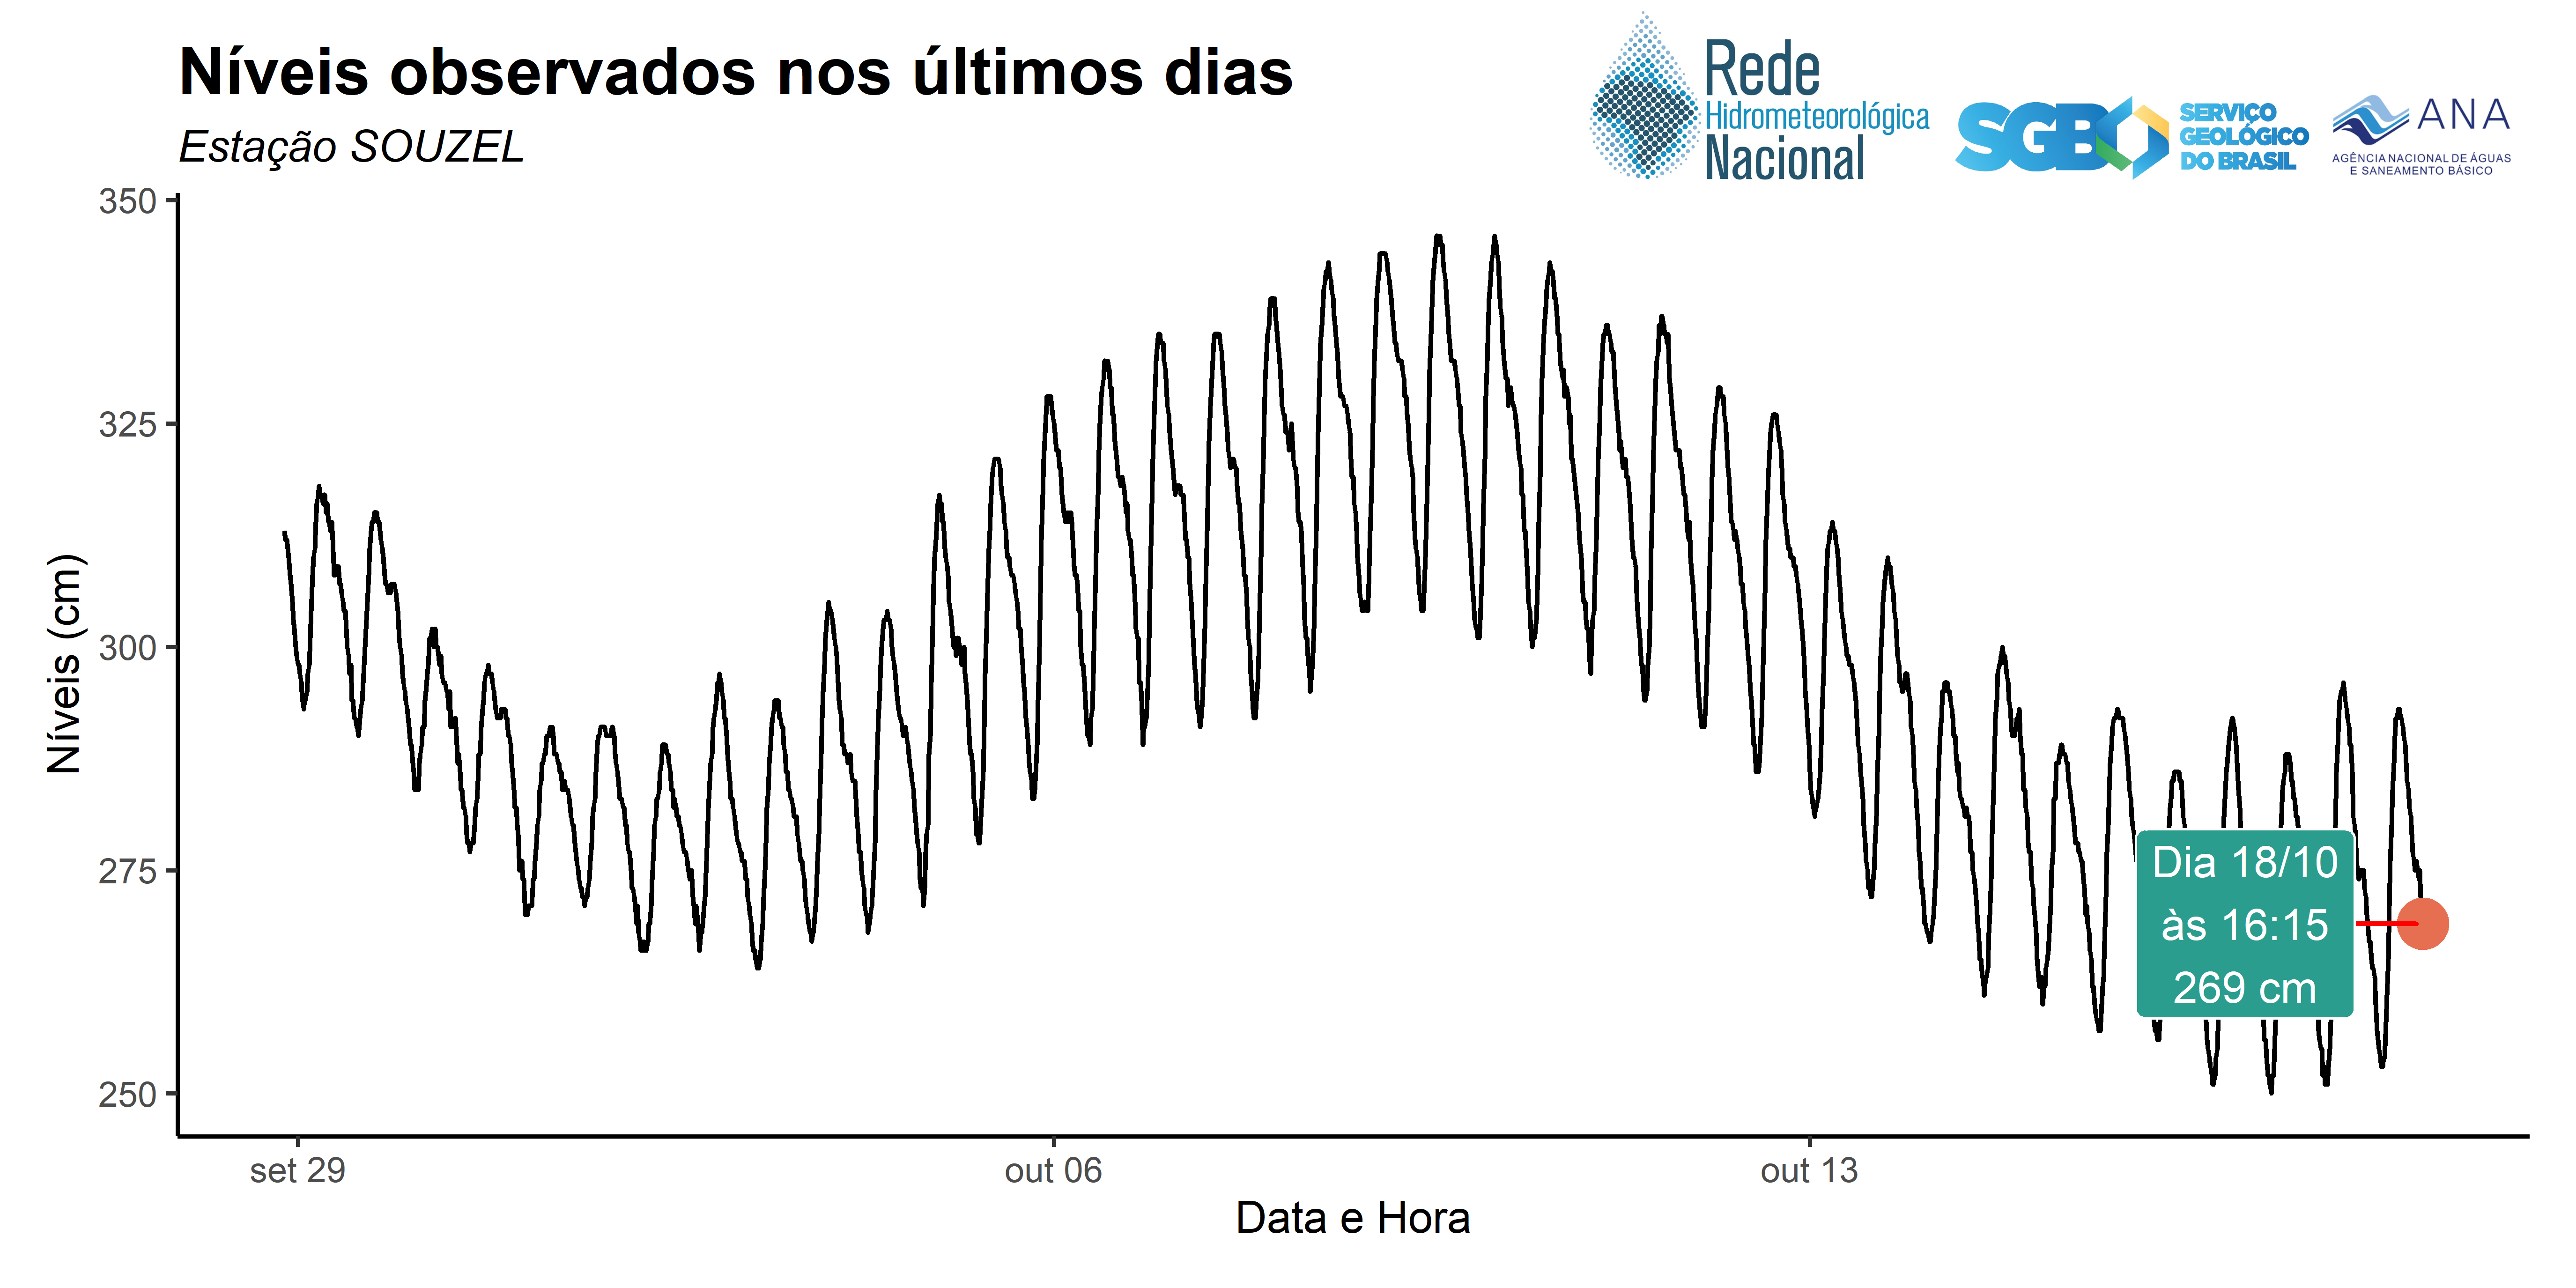 Níveis observados nos últimos dias
Estação SOUZEL
Rede
Hidrometeorológica
Nacional
SGB
SERVIÇO
GEOLÓGICO
DO BRASIL
ANA
AGÊNCIA NACIONAL DE ÁGUAS
E SANEAMENTO BÁSICO
Níveis (cm)
350
325
300
275
250
Dia 18/10
às 16:15
269 cm
set 29
out 06
out 13
Data e Hora